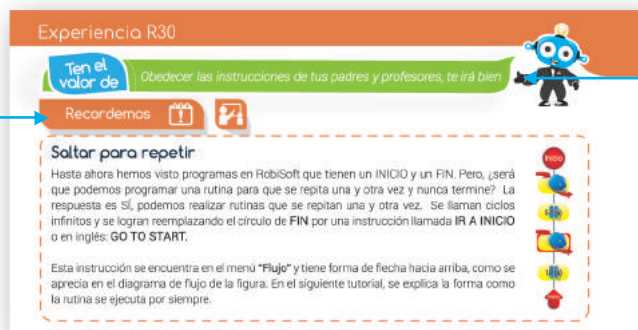 Experiencia R30
Ten el
valor de
Obedecer las instrucciones de tus padres y profesores, te irá bien
Recordemos
Saltar para repetir
Hasta ahora hemos visto programas en RobiSoft que tienen un INICIO y un FIN. Pero, ¿será
que podemos programar una rutina para que se repita una y otra vez y nunca termine? La
respuesta es SÍ, podemos realizar rutinas que se repitan una y otra vez. Se llaman ciclos
infinitos y se logran reemplazando el círculo de FIN por una instrucción llamada IR A INICIO
o en inglés: GO TO START.
Esta instrucción se encuentra en el menú "Flujo" y tiene forma de flecha hacia arriba, como se
aprecia en el diagrama de flujo de la figura. En el siguiente tutorial, se explica la forma como
la rutina se ejecuta por siempre.
INICIO